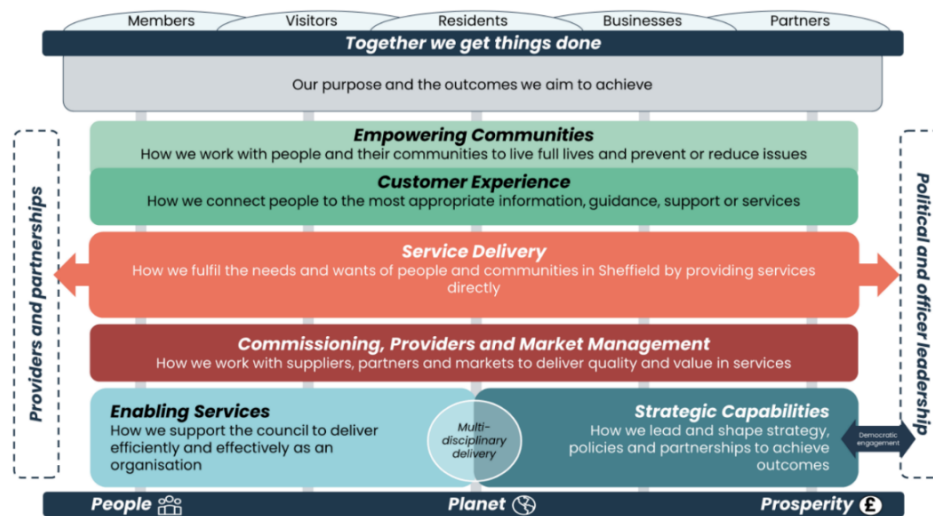 Members
Visitors
Residents
Businesses
Partners
Together we get things done
Our purpose and the outcomes we aim to achieve
Providers and partnerships
Empowering Communities
How we work with people and their communities to live full lives and prevent or reduce issues
Customer Experience
How we connect people to the most appropriate information, guidance, support or services
Service Delivery
How we fulfil the needs and wants of people and communities in Sheffield by providing services
directly
Commissioning, Providers and Market Management
How we work with suppliers, partners and markets to deliver quality and value in services
Enabling Services
How we support the council to deliver
efficiently and effectively as an
organisation
Multi-
disciplinary
delivery
Strategic Capabilities
How we lead and shape strategy,
policies and partnerships to achieve
outcomes
Democratic
engagement
Political and officer leadership
People
Planet
Prosperity £